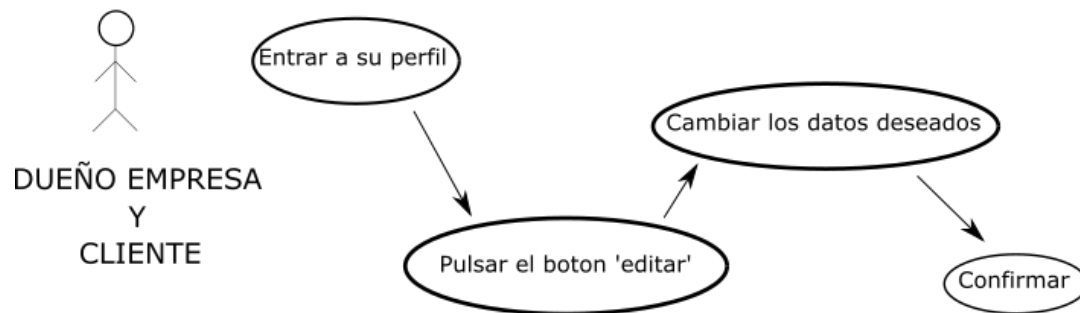 DUEÑO EMPRESA
Y
CLIENTE
Entrar a su perfil
Pulsar el boton 'editar'
Cambiar los datos deseados
Confirmar